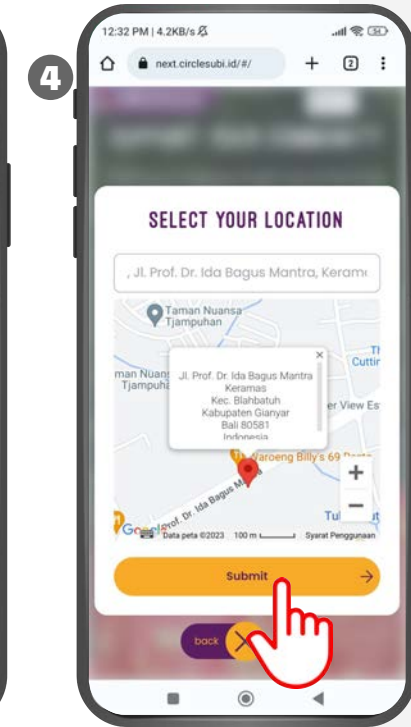 4
12:32 PM | 4.2KB/s
next.circlesubi.id/#/
2
SELECT YOUR LOCATION
, Jl. Prof. Dr. Ida Bagus Mantra, Kerama
Taman Nuansa
Tjampuhan
Cuttin
man Nuans
Tjampuha
Jl. Prof. Dr. Ida Bagus Mantra
Keramas
Kec. Blahbatuh
Kabupaten Gianyar
Bali 80581
Indonesia
er View Es
Waroeng Billy's 69
Prof. Dr. Ida Bagus M
Google
Data peta ©2023
100 m
Syarat Penggunaan
Submit
back